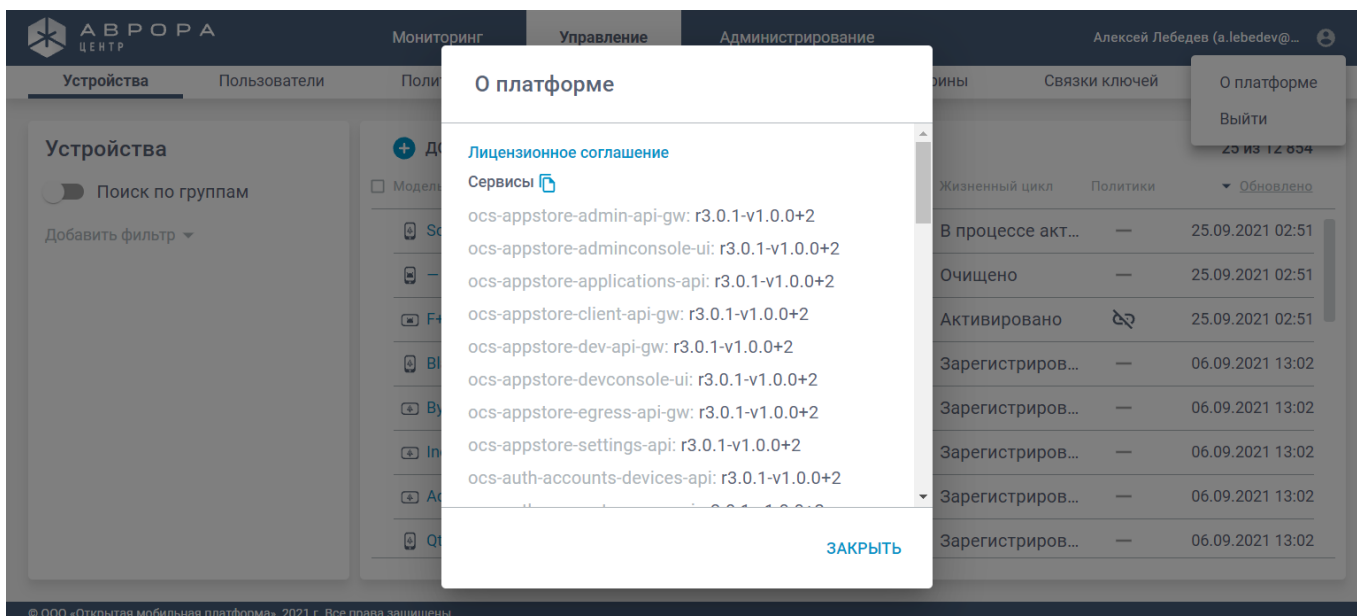 АВРОРА
ЦЕНТР
Мониторинг Управление Администрирование Алексей Лебедев (a.lebedev@...
Устройства Пользователи Связки ключей
О платформе
Выйти
О платформе
Лицензионное соглашение
Сервисы
ocs-appstore-admin-api-gw: r3.0.1-v1.0.0+2
ocs-appstore-adminconsole-ui: r3.0.1-v1.0.0+2
ocs-appstore-applications-api: r3.0.1-v1.0.0+2
ocs-appstore-client-api-gw: r3.0.1-v1.0.0+2
ocs-appstore-dev-api-gw: r3.0.1-v1.0.0+2
ocs-appstore-devconsole-ui: r3.0.1-v1.0.0+2
ocs-appstore-egress-api-gw: r3.0.1-v1.0.0+2
ocs-appstore-settings-api: r3.0.1-v1.0.0+2
ocs-auth-accounts-devices-api: r3.0.1-v1.0.0+2
ЗАКРЫТЬ
Устройства
Поиск по группам
Добавить фильтр
25 из 12 854
Жизненный цикл Политики Обновлено
В процессе акт... — 25.09.2021 02:51
— Очищено — 25.09.2021 02:51
F+ Активировано 25.09.2021 02:51
Зарегистриров... — 06.09.2021 13:02
Зарегистриров... — 06.09.2021 13:02
Зарегистриров... — 06.09.2021 13:02
Зарегистриров... — 06.09.2021 13:02
Зарегистриров... — 06.09.2021 13:02
© ООО «Открытая мобильная платформа», 2021 г. Все права защищены